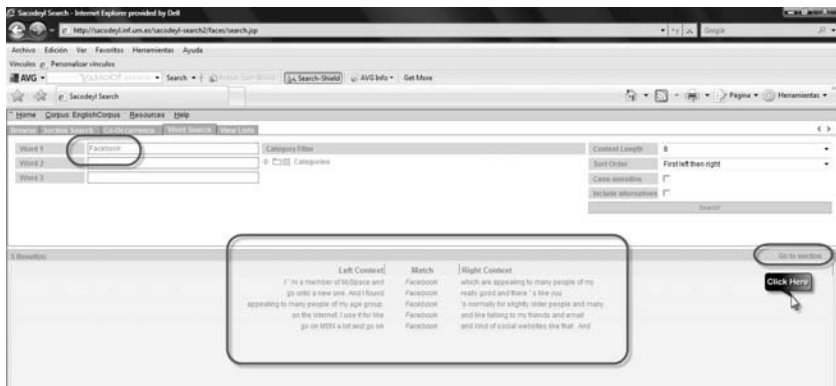 Sacodeyl Search - Internet Explorer provided by Dell
http://sacodeyl.inf.um.es/sacodeyl-search2/faces/search.jsp
Google
Archivo Edición Ver Favoritos Herramientas Ayuda
Vínculos Personalizar vínculos
AVG Search Search-Shield AVG Info Get More
Sacodeyl Search
Página Herramientas
Home Corpus: EnglishCorpus Resources Help
Browse Section Search Co-Occurrence Word Search View Lists
Word 1 Facebook Category Filter Context Length 8
Word 2 Categories Sort Order First left then right
Word 3 Case sensitive
Include alternatives
Search!
5 Result(s) Go to section
Left Context Match Right Context
I ' m a member of MySpace and Facebook which are appealing to many people of my
go onto a new one. And I found Facebook really good and there ' s like you
appealing to many people of my age group. Facebook 's normally for slightly older people and many
on the internet. I use it for like Facebook and like talking to my friends and email
go on MSN a lot and go on Facebook and kind of social websites like that. And
Click Here